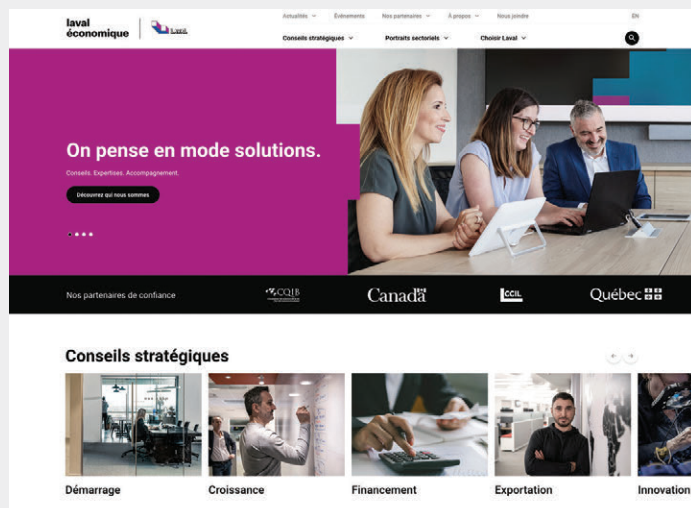 laval
économique
Laval
Actualités
Événements
Nos partenaires
À propos
Nous joindre
EN
Conseils stratégiques
Portraits sectoriels
Choisir Laval
On pense en mode solutions.
Conseils. Expertises. Accompagnement.
Découvrez qui nous sommes
Nos partenaires de confiance
CQIB
Canada
CCIL
Québec
Conseils stratégiques
Démarrage
Croissance
Financement
Exportation
Innovation